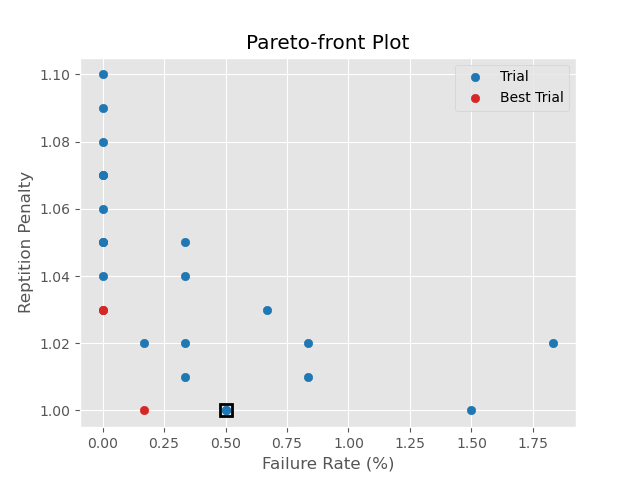 Pareto-front Plot
Trial
Best Trial
1.10
1.08
1.06
1.04
1.02
1.00
Reptition Penalty
0.00 0.25 0.50 0.75 1.00 1.25 1.50 1.75
Failure Rate (%)